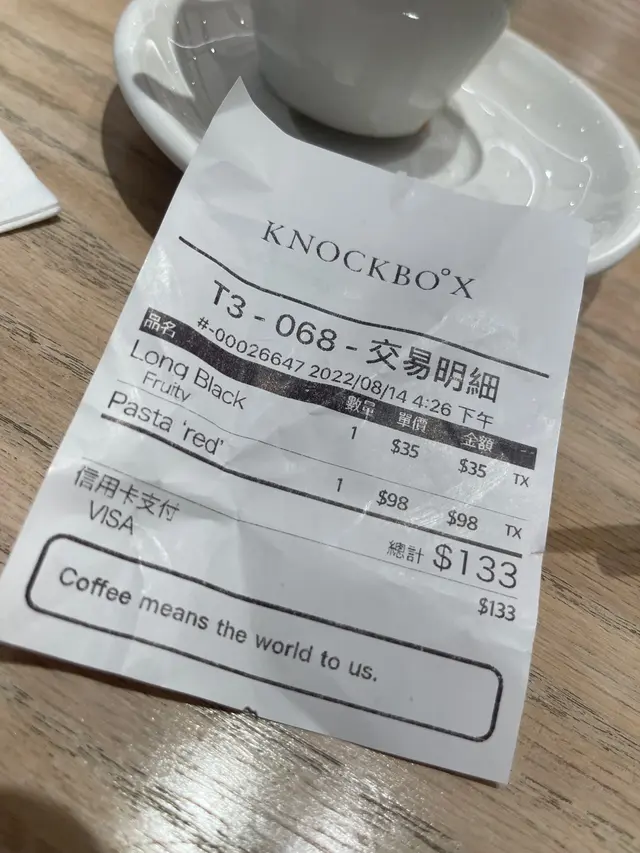 KNOCKBO°X
T3 - 068 - 交易明細
#-00026647 2022/08/14 4:26 下午
品名 數量 單價 金額
Long Black 1 $35 $35 TX
Fruity
Pasta 'red' 1 $98 $98 TX
總計 $133
信用卡支付 $133
VISA
Coffee means the world to us.